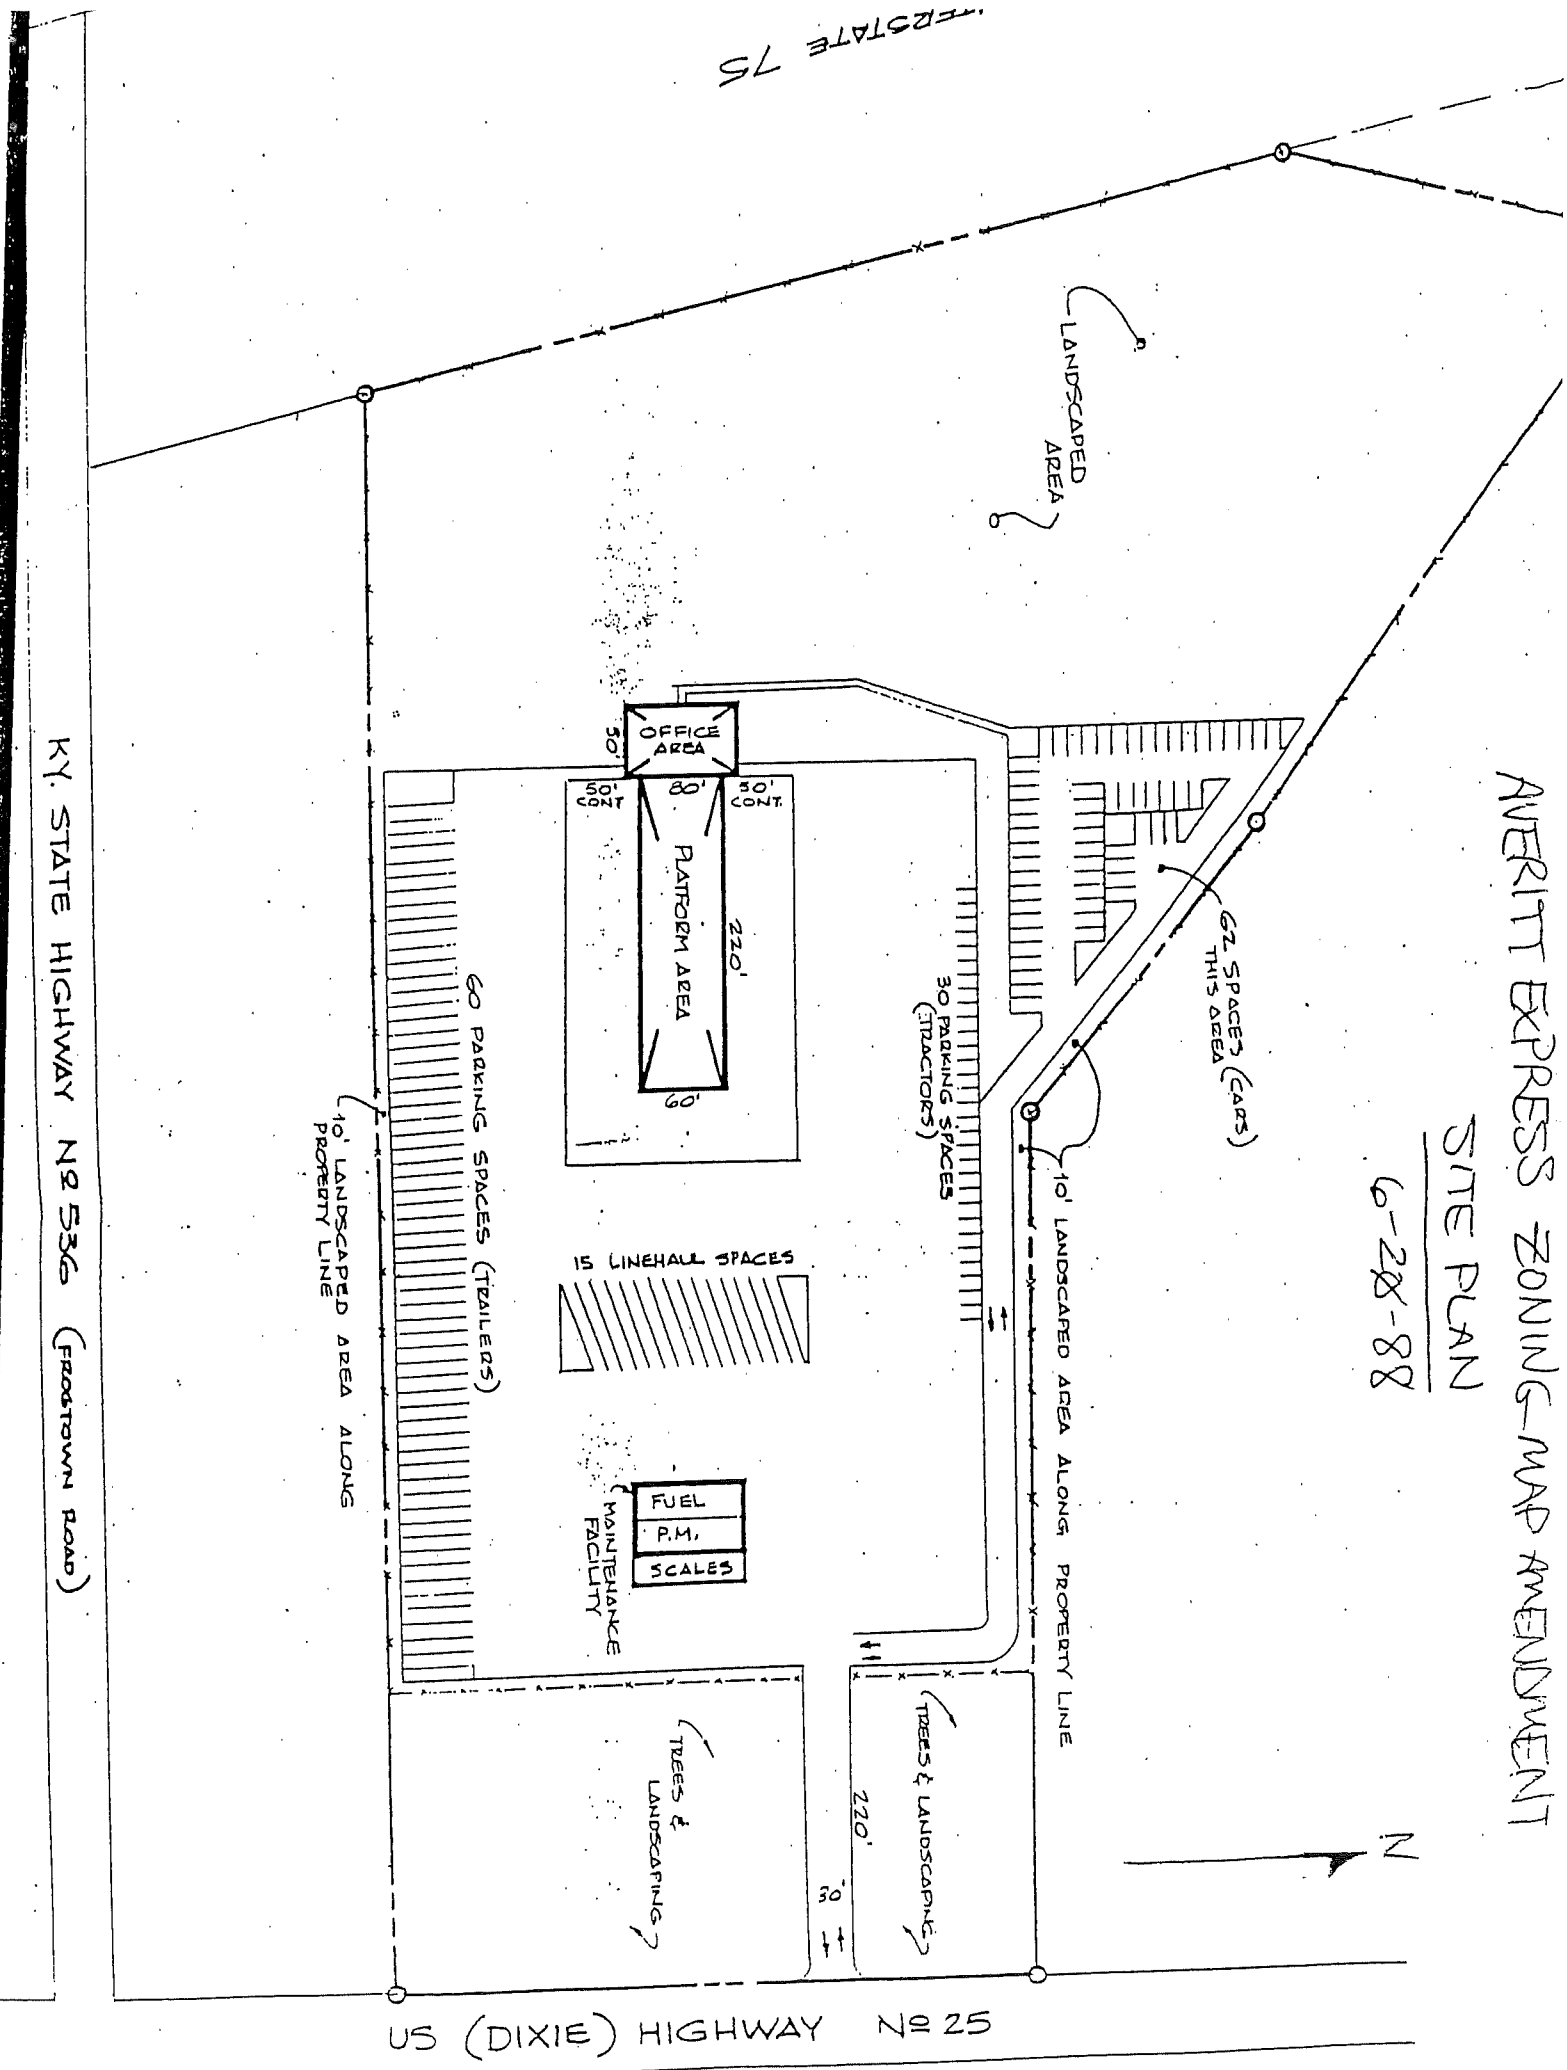 AVERITT EXPRESS ZONING MAP AMENDMENT
SITE PLAN
6-28-88
N
TERSTATE 75
LANDSCAPED
AREA
62 SPACES (CARS)
THIS AREA
OFFICE
AREA
50'
50'
CONT
80'
50'
CONT.
PLATFORM AREA
220'
60'
30 PARKING SPACES
(TRACTORS)
60 PARKING SPACES (TRAILERS)
10' LANDSCAPED AREA ALONG PROPERTY LINE
10' LANDSCAPED AREA ALONG
PROPERTY LINE
15 LINEHAUL SPACES
FUEL
P.M.
SCALES
MAINTENANCE
FACILITY
TREES & LANDSCAPING
TREES &
LANDSCAPING
220'
30'
KY. STATE HIGHWAY Nº 536 (FROGTOWN ROAD)
US (DIXIE) HIGHWAY Nº 25